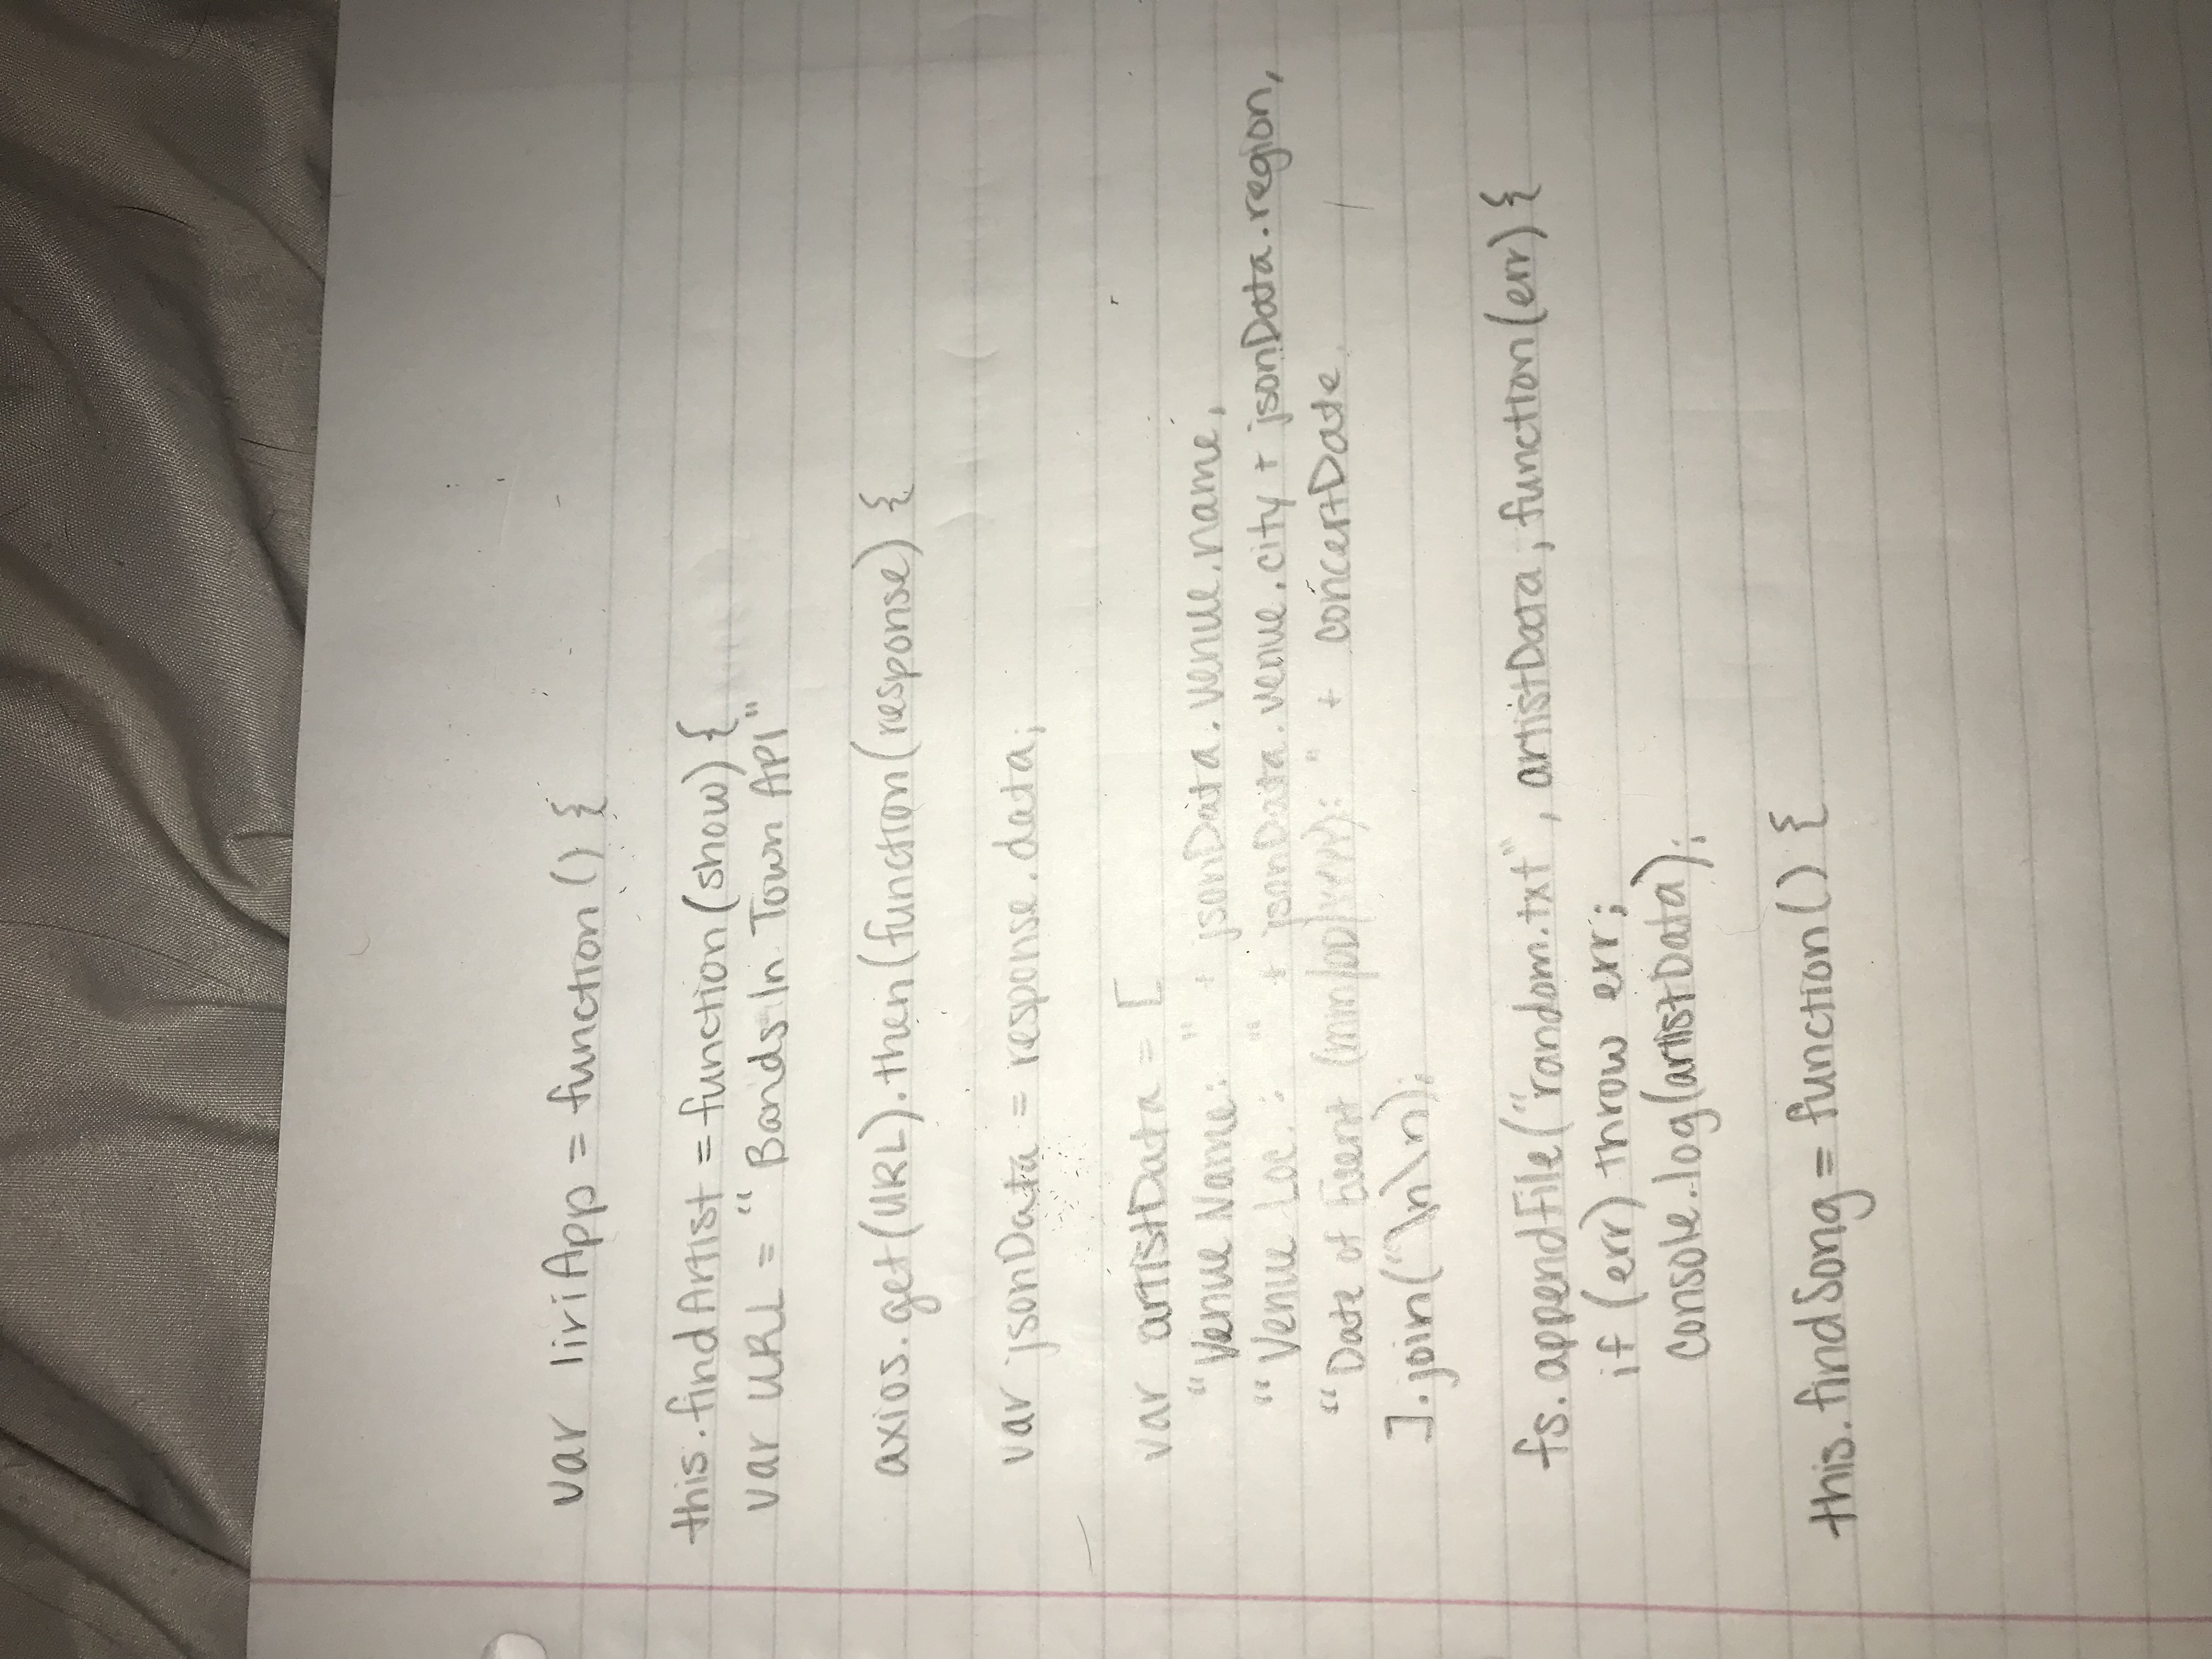 var liriApp = function () {
this.findArtist = function (show) {
var URL = "Bands In Town API"
axios.get(URL).then(function(response) {
var jsonData = response.data;
var artistData = [
"Venue Name: " + jsonData.venue.name,
"Venue Loc. : " + jsonData.venue.city + jsonData.region,
"Date of Event (mm/DD/YYYY): " + concertDate
].join("\n\n);
fs.appendFile("random.txt", artistData, function(err) {
if (err) throw err;
console.log(artistData);
this.findSong = function() {